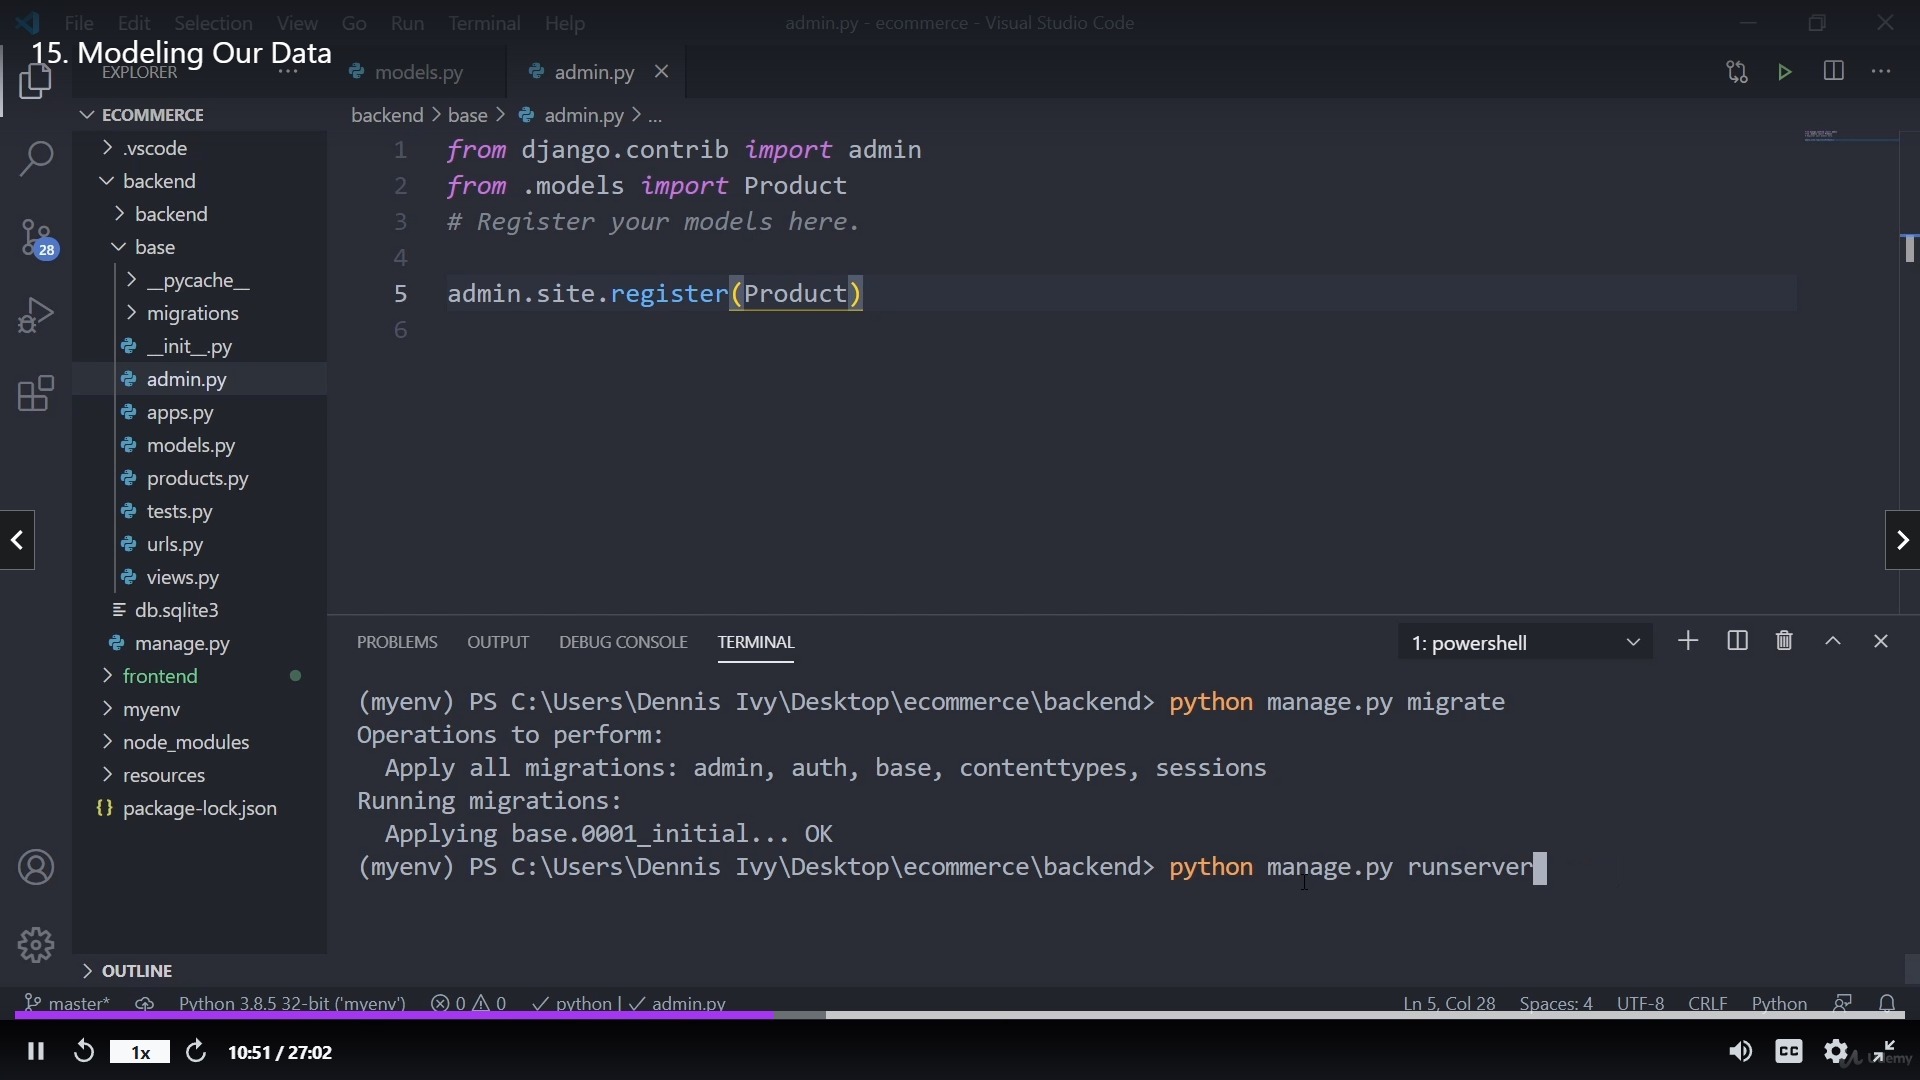 File Edit Selection View Go Run Terminal Help
admin.py - ecommerce - Visual Studio Code
15. Modeling Our Data
EXPLORER ...
models.py
admin.py
ECOMMERCE
backend > base > admin.py > ...
.vscode
backend
backend
base
__pycache__
migrations
__init__.py
admin.py
apps.py
models.py
products.py
tests.py
urls.py
views.py
db.sqlite3
manage.py
frontend
myenv
node_modules
resources
{} package-lock.json
OUTLINE
28
1 from django.contrib import admin
2 from .models import Product
3 # Register your models here.
4
5 admin.site.register(Product)
6
PROBLEMS OUTPUT DEBUG CONSOLE TERMINAL
1: powershell
(myenv) PS C:\Users\Dennis Ivy\Desktop\ecommerce\backend> python manage.py migrate
Operations to perform:
  Apply all migrations: admin, auth, base, contenttypes, sessions
Running migrations:
  Applying base.0001_initial... OK
(myenv) PS C:\Users\Dennis Ivy\Desktop\ecommerce\backend> python manage.py runserver
master* Python 3.8.5 32-bit ('myenv') 0 0 python | admin.py
Ln 5, Col 28 Spaces: 4 UTF-8 CRLF Python
1x 10:51 / 27:02
CC
Udemy